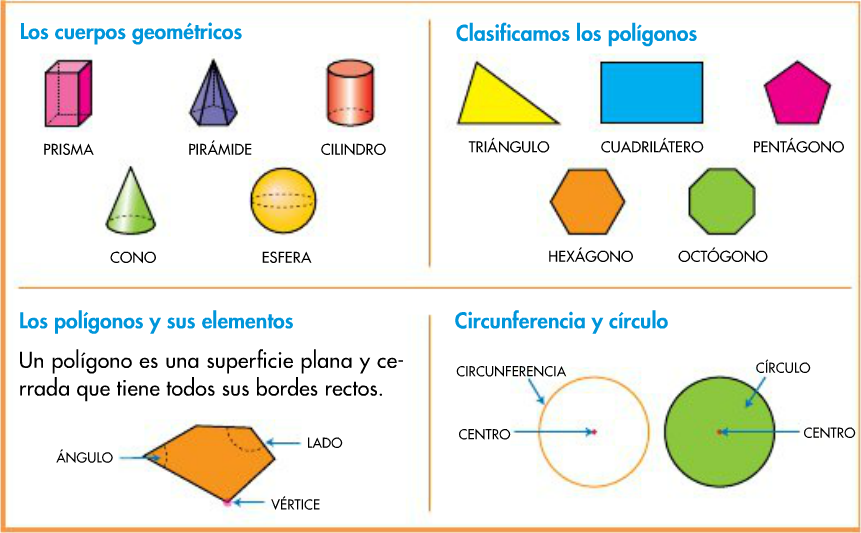 Los cuerpos geométricos
PRISMA
PIRÁMIDE
CILINDRO
CONO
ESFERA
Clasificamos los polígonos
TRIÁNGULO
CUADRILÁTERO
PENTÁGONO
HEXÁGONO
OCTÓGONO
Los polígonos y sus elementos
Un polígono es una superficie plana y ce-
rrada que tiene todos sus bordes rectos.
ÁNGULO
LADO
VÉRTICE
Circunferencia y círculo
CIRCUNFERENCIA
CENTRO
CÍRCULO
CENTRO